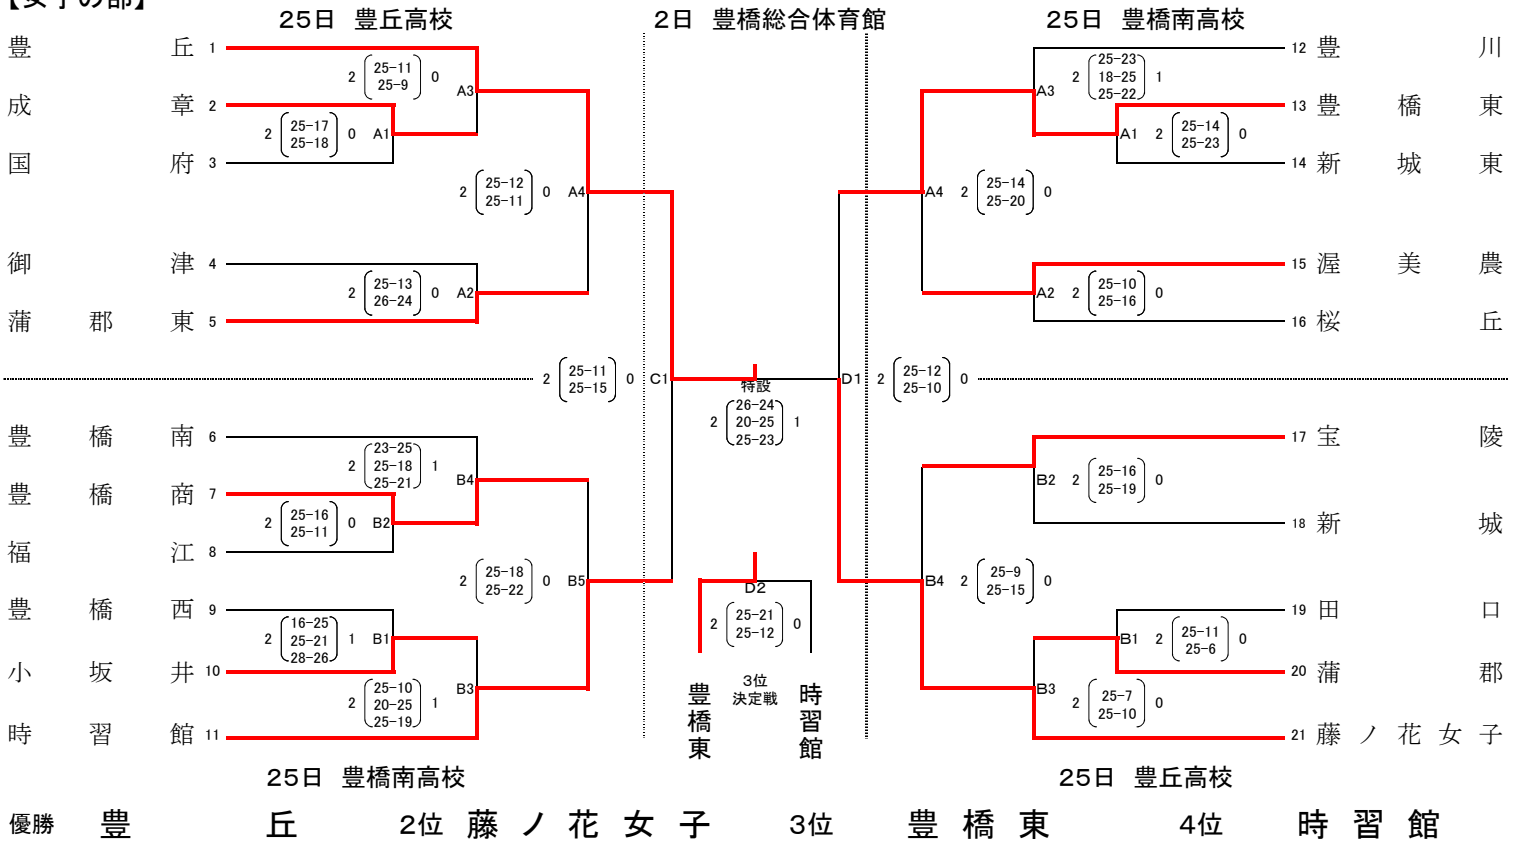 【女子の部】
25日 豊丘高校
2日 豊橋総合体育館
25日 豊橋南高校
豊丘 1
2 25-11 25-9 0 A3
成章 2
2 25-17 25-18 0 A1
国府 3
2 25-12 25-11 0 A4
御津 4
2 25-13 26-24 0 A2
蒲郡東 5
2 25-11 25-15 0 C1
豊橋南 6
2 23-25 25-18 25-21 1 B4
豊橋商 7
2 25-16 25-11 0 B2
福江 8
2 25-18 25-22 0 B5
豊橋西 9
2 16-25 25-21 28-26 1 B1
小坂井 10
2 25-10 20-25 25-19 1 B3
時習館 11
特設
2 26-24 20-25 25-23 1
D2
2 25-21 25-12 0
3位
決定戦
豊橋東
時習館
12 豊川
A3 2 25-23 18-25 25-22 1
13 豊橋東
A1 2 25-14 25-23 0
14 新城東
A4 2 25-14 25-20 0
15 渥美農
A2 2 25-10 25-16 0
16 桜丘
D1 2 25-12 25-10 0
17 宝陵
B2 2 25-16 25-19 0
18 新城
B4 2 25-9 25-15 0
19 田口
B1 2 25-11 25-6 0
20 蒲郡
B3 2 25-7 25-10 0
21 藤ノ花女子
25日 豊橋南高校
25日 豊丘高校
優勝 豊丘 2位 藤ノ花女子 3位 豊橋東 4位 時習館